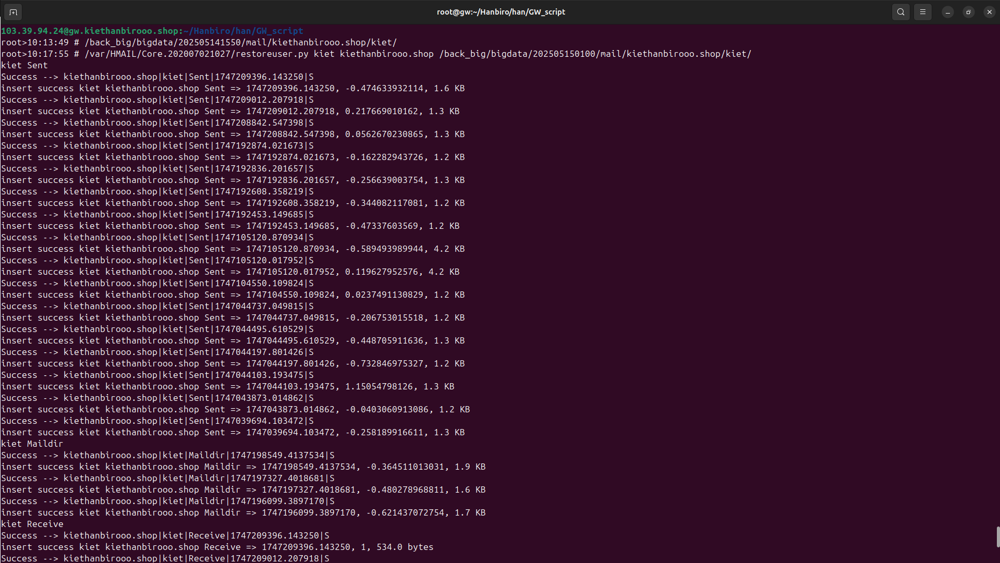 root@gw:~/Hanbiro/han/GW_script
103.39.94.24@gw.kiethanbirooo.shop:~/Hanbiro/han/GW_script
root>10:13:49 # /back_big/bigdata/202505141550/mail/kiethanbirooo.shop/kiet/
root>10:17:55 # /var/HMAIL/Core.202007021027/restoreuser.py kiet kiethanbirooo.shop /back_big/bigdata/202505150100/mail/kiethanbirooo.shop/kiet/
kiet Sent
Success --> kiethanbirooo.shop|kiet|Sent|1747209396.143250|S
insert success kiet kiethanbirooo.shop Sent => 1747209396.143250, -0.474633932114, 1.6 KB
Success --> kiethanbirooo.shop|kiet|Sent|1747209012.207918|S
insert success kiet kiethanbirooo.shop Sent => 1747209012.207918, 0.217669010162, 1.3 KB
Success --> kiethanbirooo.shop|kiet|Sent|1747208842.547398|S
insert success kiet kiethanbirooo.shop Sent => 1747208842.547398, 0.0562670230865, 1.3 KB
Success --> kiethanbirooo.shop|kiet|Sent|1747192874.021673|S
insert success kiet kiethanbirooo.shop Sent => 1747192874.021673, -0.162282943726, 1.2 KB
Success --> kiethanbirooo.shop|kiet|Sent|1747192836.201657|S
insert success kiet kiethanbirooo.shop Sent => 1747192836.201657, -0.256639003754, 1.3 KB
Success --> kiethanbirooo.shop|kiet|Sent|1747192608.358219|S
insert success kiet kiethanbirooo.shop Sent => 1747192608.358219, -0.344082117081, 1.2 KB
Success --> kiethanbirooo.shop|kiet|Sent|1747192453.149685|S
insert success kiet kiethanbirooo.shop Sent => 1747192453.149685, -0.47337603569, 1.2 KB
Success --> kiethanbirooo.shop|kiet|Sent|1747105120.870934|S
insert success kiet kiethanbirooo.shop Sent => 1747105120.870934, -0.589493989944, 4.2 KB
Success --> kiethanbirooo.shop|kiet|Sent|1747105120.017952|S
insert success kiet kiethanbirooo.shop Sent => 1747105120.017952, 0.119627952576, 4.2 KB
Success --> kiethanbirooo.shop|kiet|Sent|1747104550.109824|S
insert success kiet kiethanbirooo.shop Sent => 1747104550.109824, 0.0237491130829, 1.2 KB
Success --> kiethanbirooo.shop|kiet|Sent|1747044737.049815|S
insert success kiet kiethanbirooo.shop Sent => 1747044737.049815, -0.206753015518, 1.2 KB
Success --> kiethanbirooo.shop|kiet|Sent|1747044495.610529|S
insert success kiet kiethanbirooo.shop Sent => 1747044495.610529, -0.448705911636, 1.3 KB
Success --> kiethanbirooo.shop|kiet|Sent|1747044197.801426|S
insert success kiet kiethanbirooo.shop Sent => 1747044197.801426, -0.732846975327, 1.2 KB
Success --> kiethanbirooo.shop|kiet|Sent|1747044103.193475|S
insert success kiet kiethanbirooo.shop Sent => 1747044103.193475, 1.15054798126, 1.3 KB
Success --> kiethanbirooo.shop|kiet|Sent|1747043873.014862|S
insert success kiet kiethanbirooo.shop Sent => 1747043873.014862, -0.0403060913086, 1.2 KB
Success --> kiethanbirooo.shop|kiet|Sent|1747039694.103472|S
insert success kiet kiethanbirooo.shop Sent => 1747039694.103472, -0.258189916611, 1.3 KB
kiet Maildir
Success --> kiethanbirooo.shop|kiet|Maildir|1747198549.4137534|S
insert success kiet kiethanbirooo.shop Maildir => 1747198549.4137534, -0.364511013031, 1.9 KB
Success --> kiethanbirooo.shop|kiet|Maildir|1747197327.4018681|S
insert success kiet kiethanbirooo.shop Maildir => 1747197327.4018681, -0.480278968811, 1.6 KB
Success --> kiethanbirooo.shop|kiet|Maildir|1747196099.3897170|S
insert success kiet kiethanbirooo.shop Maildir => 1747196099.3897170, -0.621437072754, 1.7 KB
kiet Receive
Success --> kiethanbirooo.shop|kiet|Receive|1747209396.143250|S
insert success kiet kiethanbirooo.shop Receive => 1747209396.143250, 1, 534.0 bytes
Success --> kiethanbirooo.shop|kiet|Receive|1747209012.207918|S